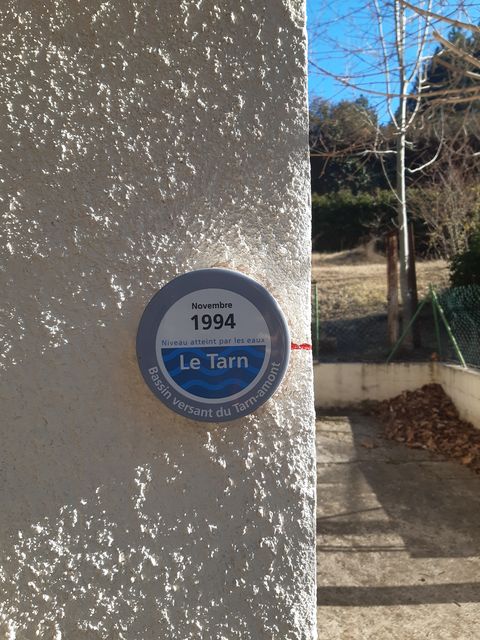 Novembre
1994
Niveau atteint par les eaux
Le Tarn
Bassin versant du Tarn-amont